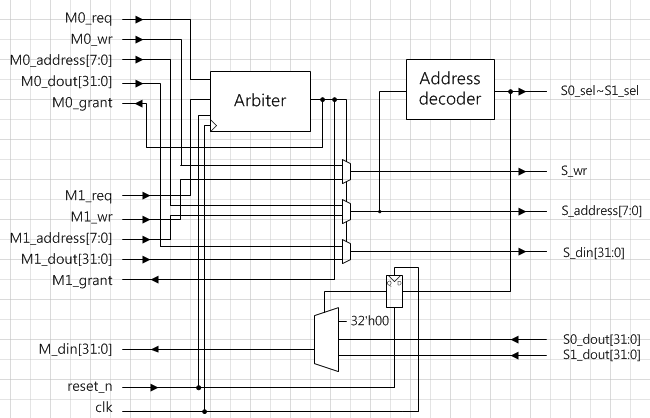 M0_req
M0_wr
M0_address[7:0]
M0_dout[31:0]
M0_grant
Arbiter
Address
decoder
S0_sel~S1_sel
S_wr
M1_req
M1_wr
S_address[7:0]
M1_address[7:0]
M1_dout[31:0]
S_din[31:0]
M1_grant
Q D
32'h00
S0_dout[31:0]
M_din[31:0]
S1_dout[31:0]
reset_n
clk